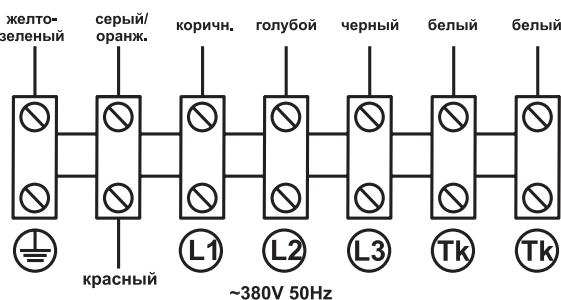 желто-
зеленый
серый/
оранж.
коричн.
голубой
черный
белый
белый
L1
L2
L3
Tk
Tk
красный
~380V 50Hz